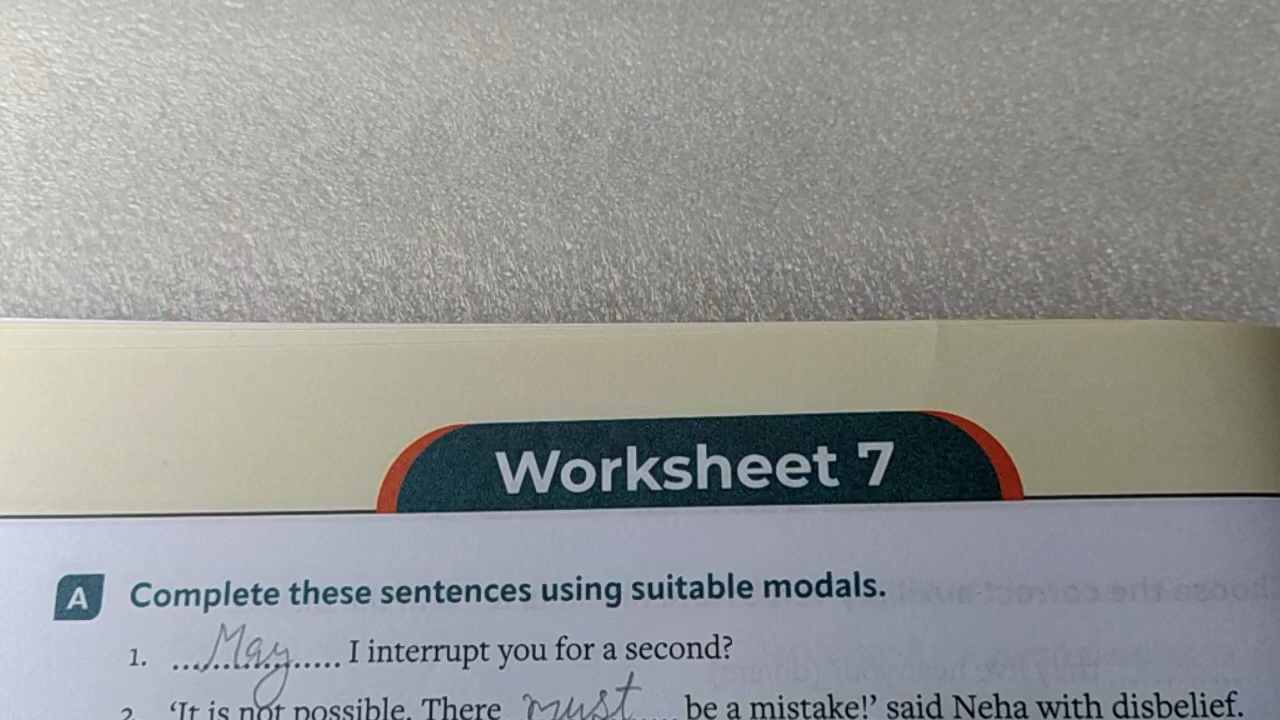 Worksheet 7
A Complete these sentences using suitable modals.
1. ...May... I interrupt you for a second?
2. ‘It is not possible. There must... be a mistake!’ said Neha with disbelief.